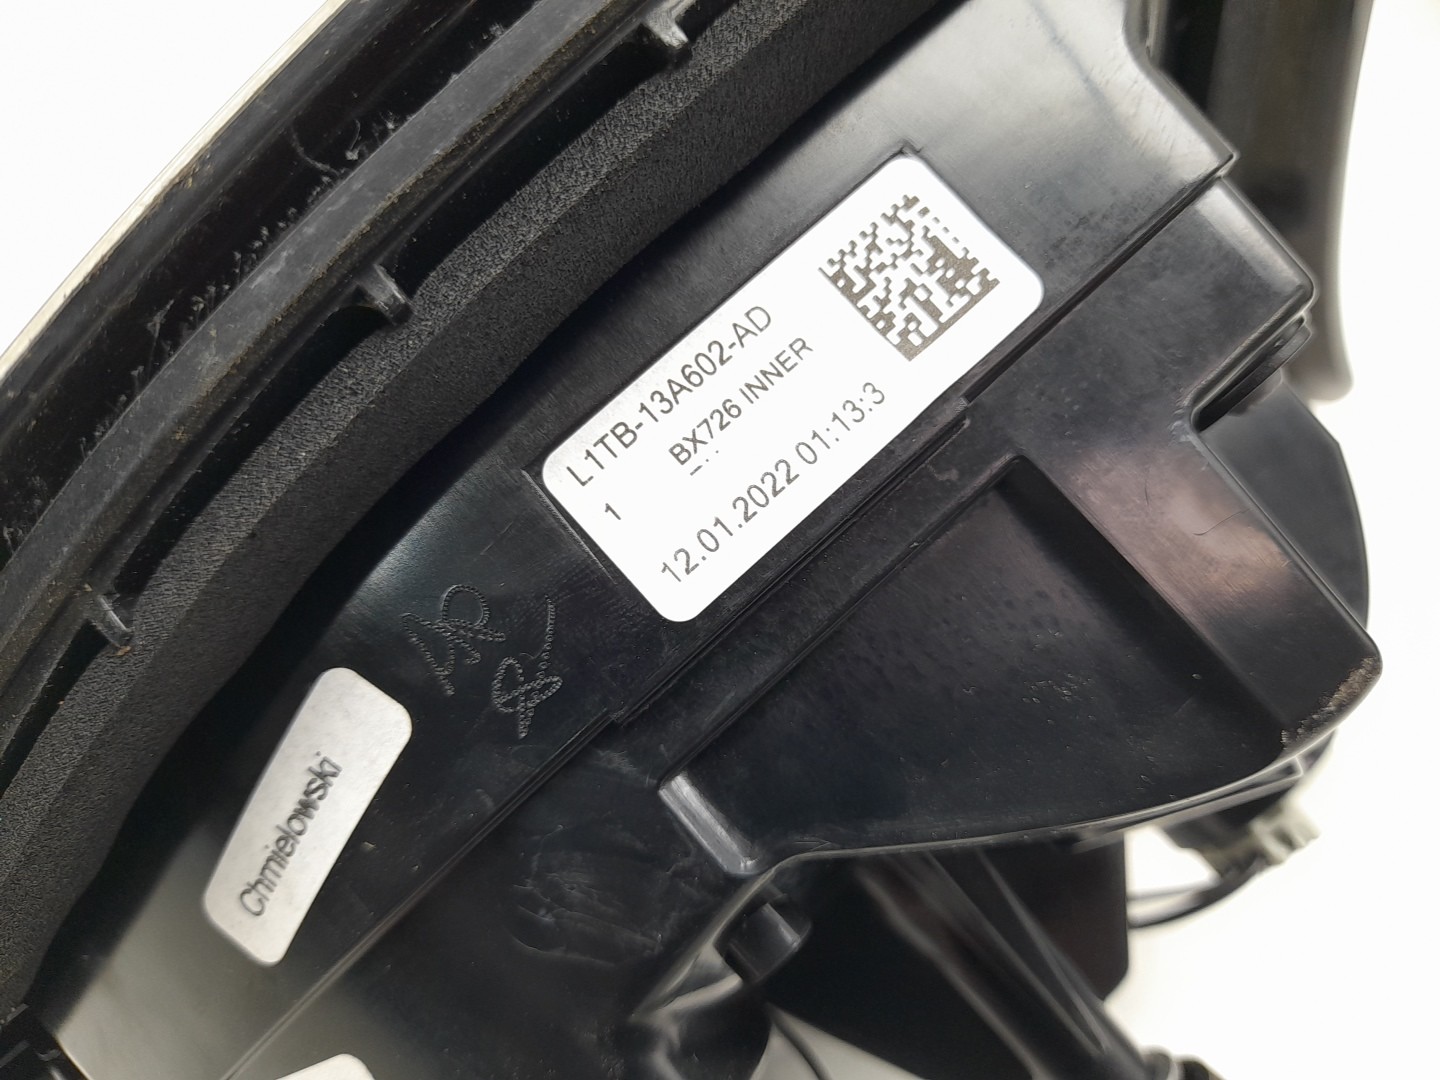 L1TB-13A602-AD
BX726 INNER
1
12.01.2022 01:13:3
Chmielowski